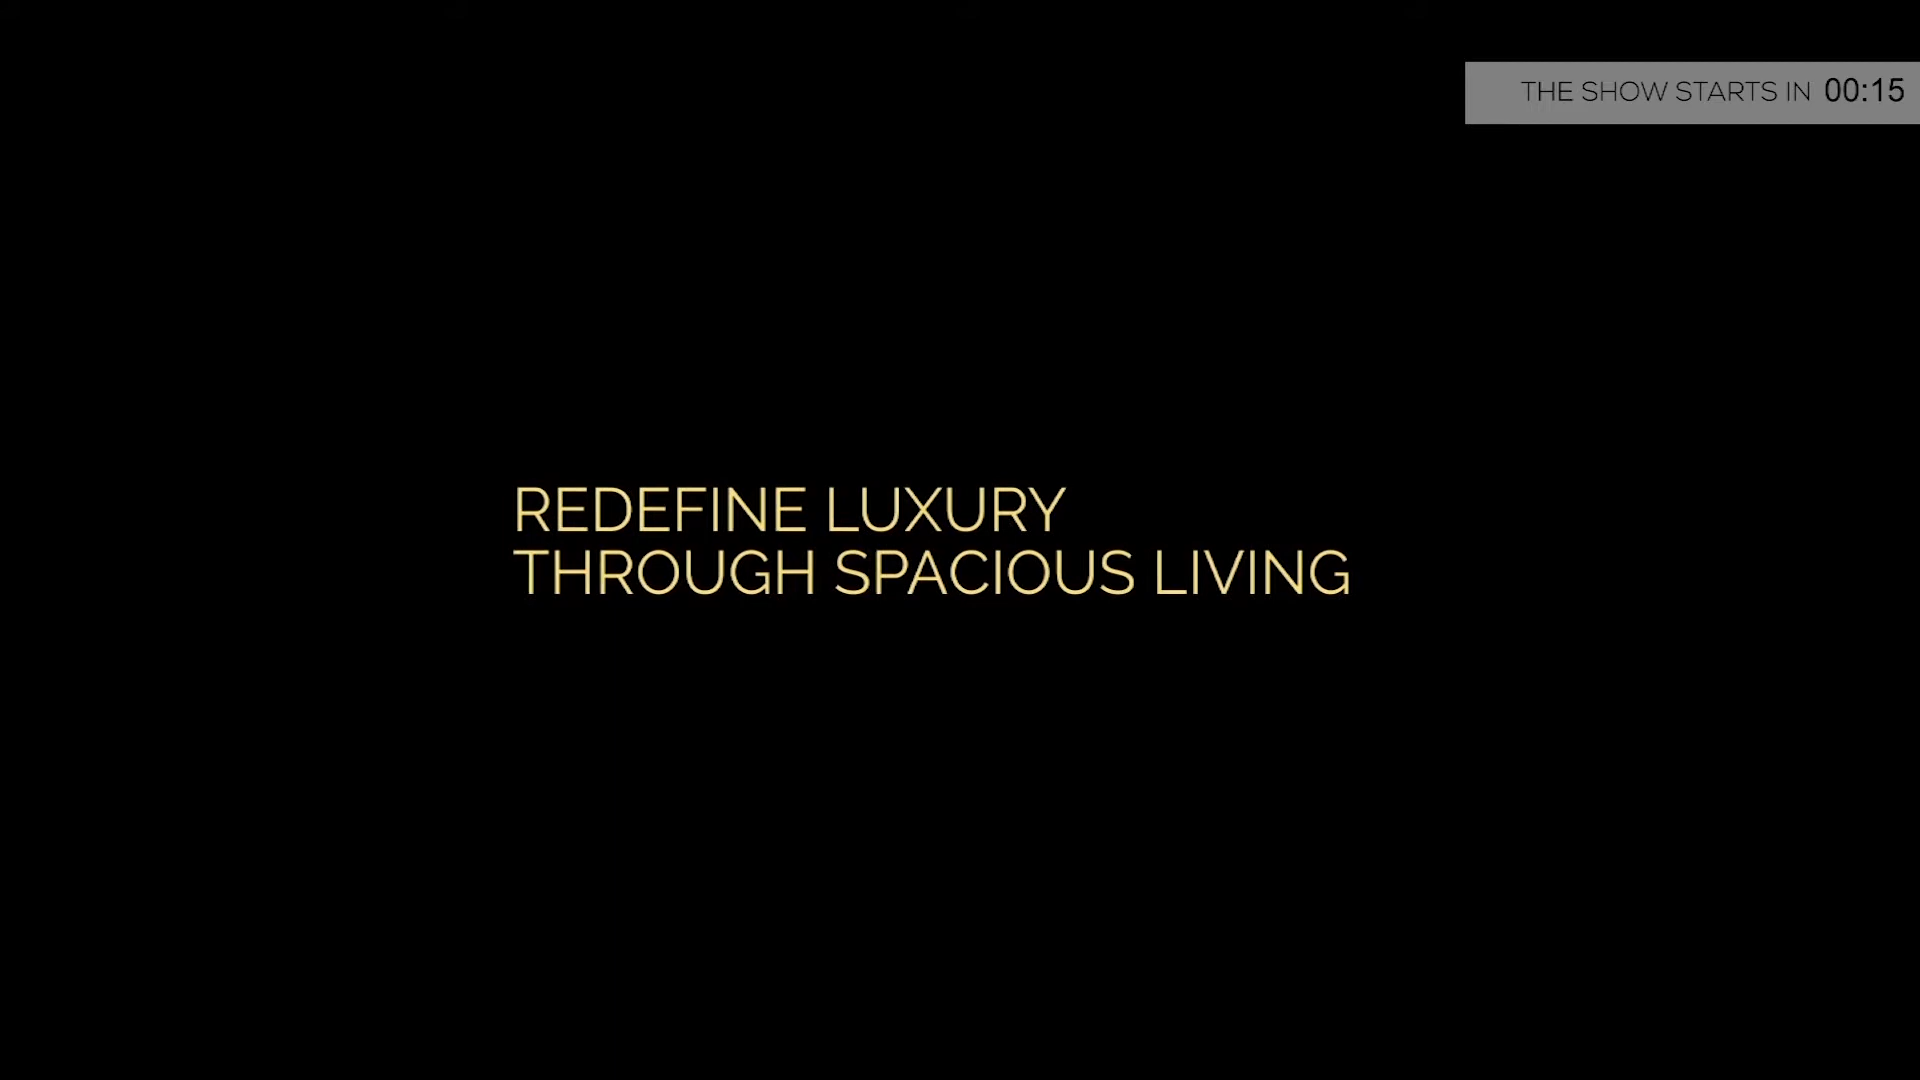 THE SHOW STARTS IN 00:15
REDEFINE LUXURY
THROUGH SPACIOUS LIVING